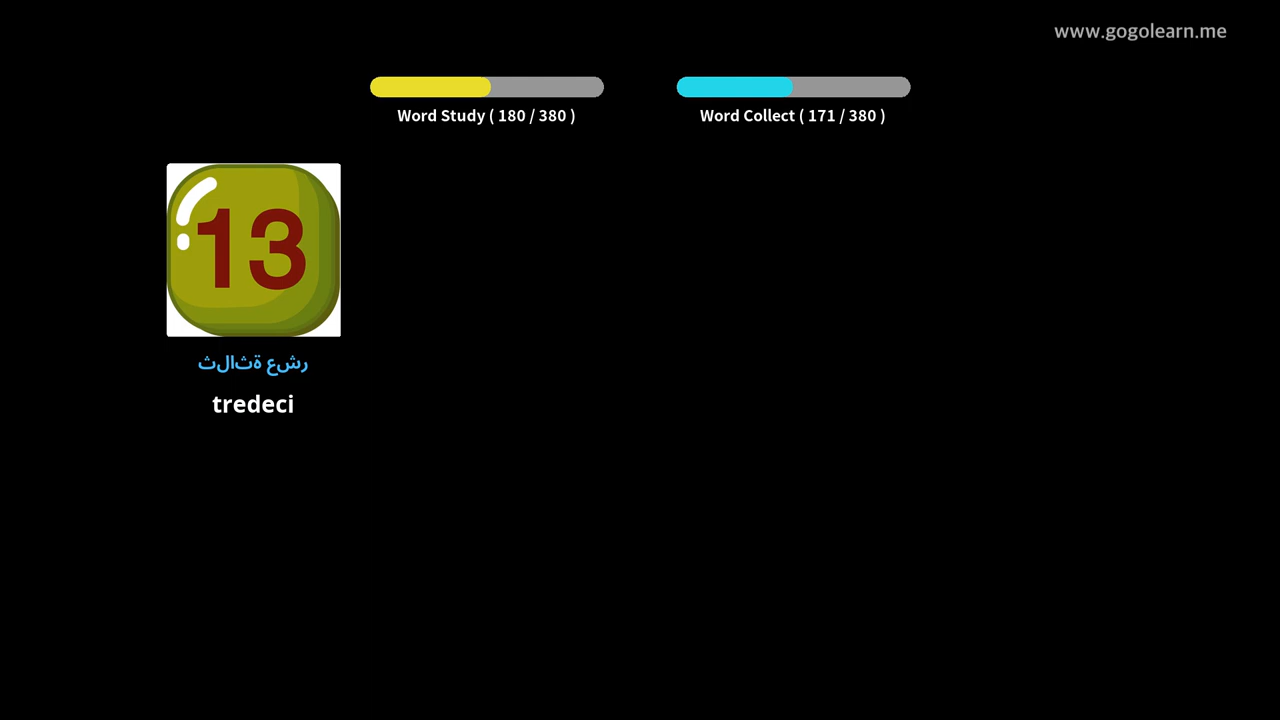 www.gogolearn.me
Word Study ( 180 / 380 )
Word Collect ( 171 / 380 )
13
رشع ةثالث
tredeci